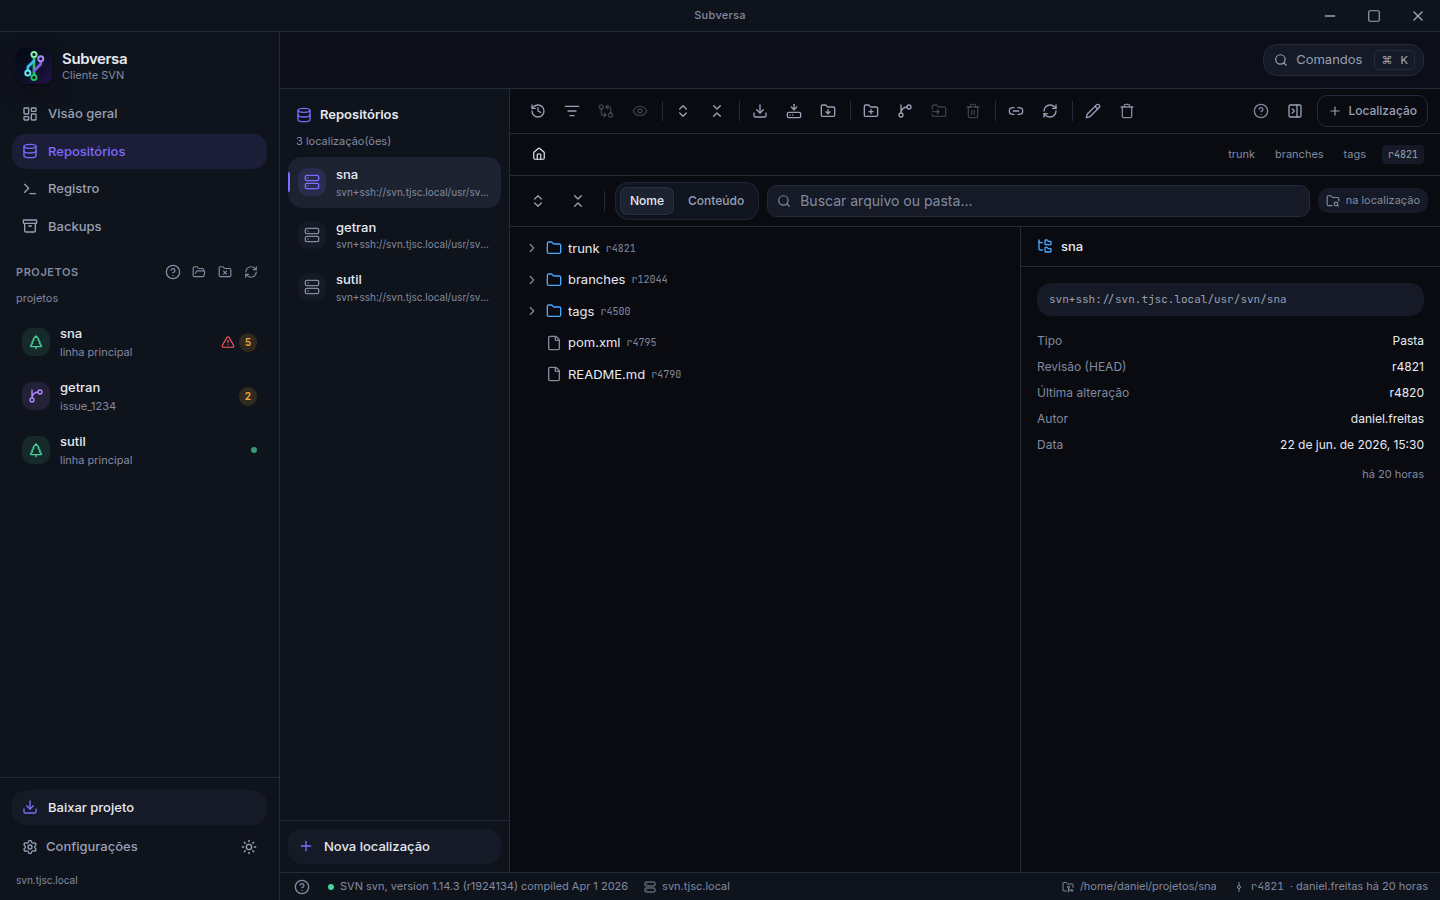 Subversa
Subversa
Cliente SVN
Visão geral
Repositórios
Registro
Backups
PROJETOS
projetos
sna
linha principal
5
getran
issue_1234
2
sutil
linha principal
Baixar projeto
Configurações
svn.tjsc.local
Repositórios
3 localização(ões)
sna
svn+ssh://svn.tjsc.local/usr/sv...
getran
svn+ssh://svn.tjsc.local/usr/sv...
sutil
svn+ssh://svn.tjsc.local/usr/sv...
Nova localização
Comandos ⌘ K
Localização
trunk branches tags r4821
Nome Conteúdo Buscar arquivo ou pasta... na localização
trunk r4821
branches r12044
tags r4500
pom.xml r4795
README.md r4790
sna
svn+ssh://svn.tjsc.local/usr/svn/sna
Tipo Pasta
Revisão (HEAD) r4821
Última alteração r4820
Autor daniel.freitas
Data 22 de jun. de 2026, 15:30
há 20 horas
SVN svn, version 1.14.3 (r1924134) compiled Apr 1 2026 svn.tjsc.local /home/daniel/projetos/sna r4821 · daniel.freitas há 20 horas